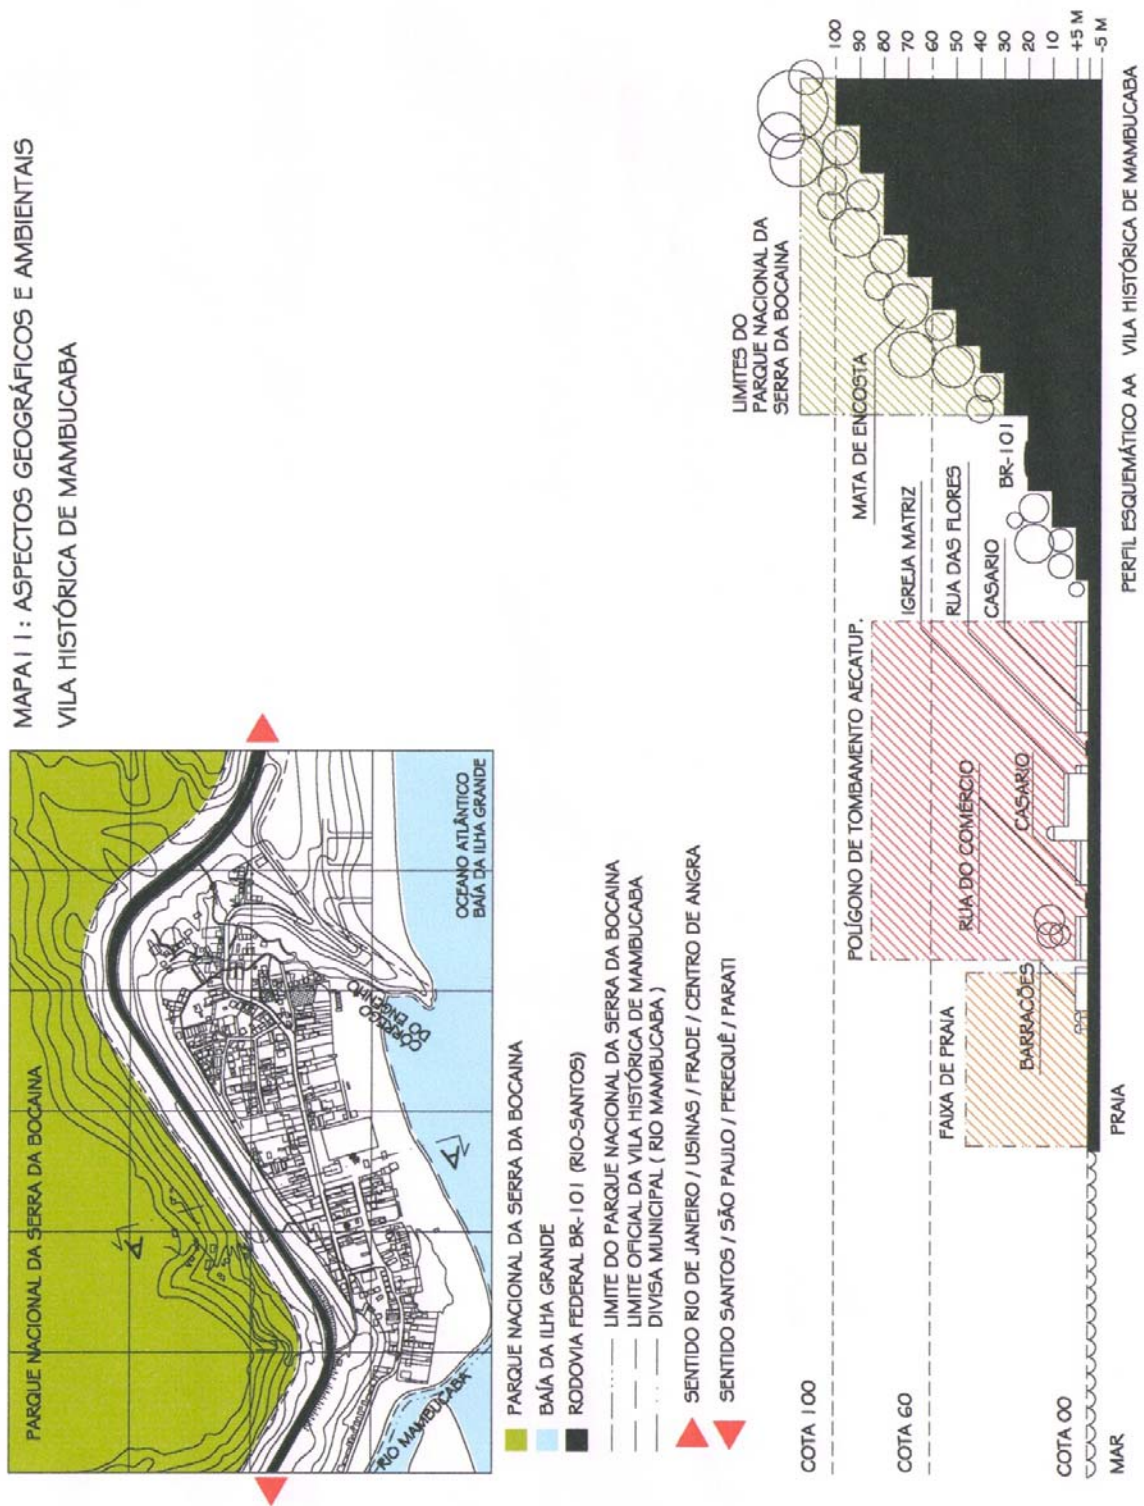 MAPA 11: ASPECTOS GEOGRÁFICOS E AMBIENTAIS
VILA HISTÓRICA DE MAMBUCABA
PARQUE NACIONAL DA SERRA DA BOCAINA
RIO MAMBUCABA
CÓRREGO
DO ENGENHO
OCEANO ATLÂNTICO
BAÍA DA ILHA GRANDE
A
A
PARQUE NACIONAL DA SERRA DA BOCAINA
BAÍA DA ILHA GRANDE
RODOVIA FEDERAL BR-101 (RIO-SANTOS)
LIMITE DO PARQUE NACIONAL DA SERRA DA BOCAINA
LIMITE OFICIAL DA VILA HISTÓRICA DE MAMBUCABA
DIVISA MUNICIPAL ( RIO MAMBUCABA )
SENTIDO RIO DE JANEIRO / USINAS / FRADE / CENTRO DE ANGRA
SENTIDO SANTOS / SÃO PAULO / PEREQUÊ / PARATI
LIMITES DO
PARQUE NACIONAL DA
SERRA DA BOCAINA
COTA 100
MATA DE ENCOSTA
POLÍGONO DE TOMBAMENTO AECATUP.
IGREJA MATRIZ
COTA 60
FAIXA DE PRAIA
RUA DO COMÉRCIO
RUA DAS FLORES
CASARIO
BR-101
BARRACÕES
CASARIO
COTA 00
100
90
80
70
60
50
40
30
20
10
+5 M
-5 M
MAR
PRAIA
PERFIL ESQUEMÁTICO AA
VILA HISTÓRICA DE MAMBUCABA